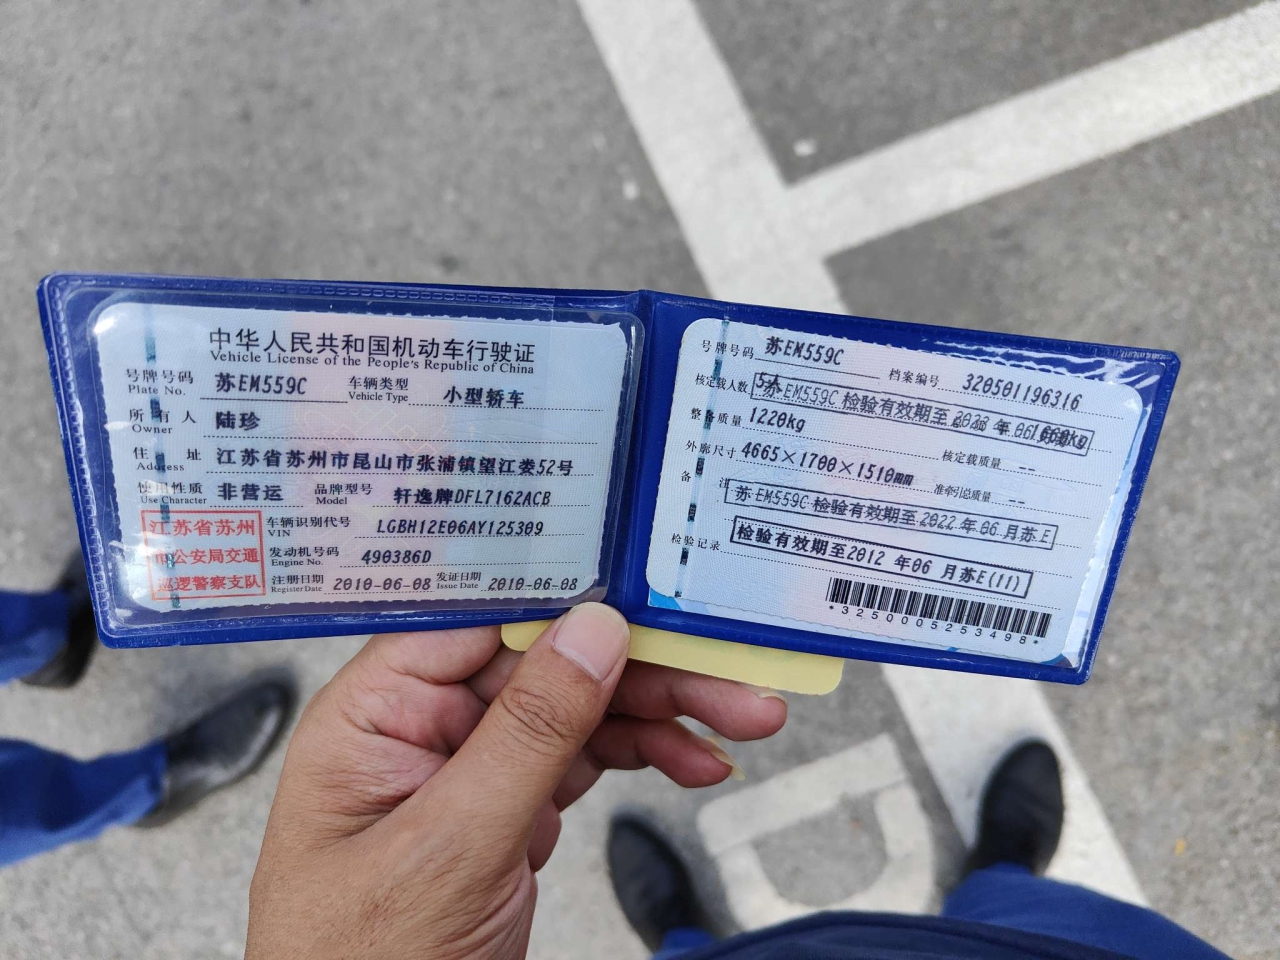 中华人民共和国机动车行驶证
Vehicle License of the People's Republic of China
号牌号码 苏EM559C 车辆类型 小型轿车
Plate No. Vehicle Type
所有人 陆珍
Owner
住址 江苏省苏州市昆山市张浦镇望江娄52号
Address
使用性质 非营运 品牌型号 轩逸牌DFL7162ACB
Use Character Model
江苏省苏州 车辆识别代号 LGBH12E06AY125309
VIN
市公安局交通 发动机号码 490386D
Engine No.
巡逻警察支队 注册日期 2010-06-08 发证日期 2010-06-08
Register Date Issue Date
号牌号码 苏EM559C 档案编号 320501196316
核定载人数 5人
苏EM559C 检验有效期至 年06
整备质量 1220kg 核定载质量 --
外廓尺寸 4665×1700×1510mm 准牵引总质量 --
备注
苏EM559C 检验有效期至2022年06月苏E
检验记录 检验有效期至2012年06月苏E(11)
*3250005253498*